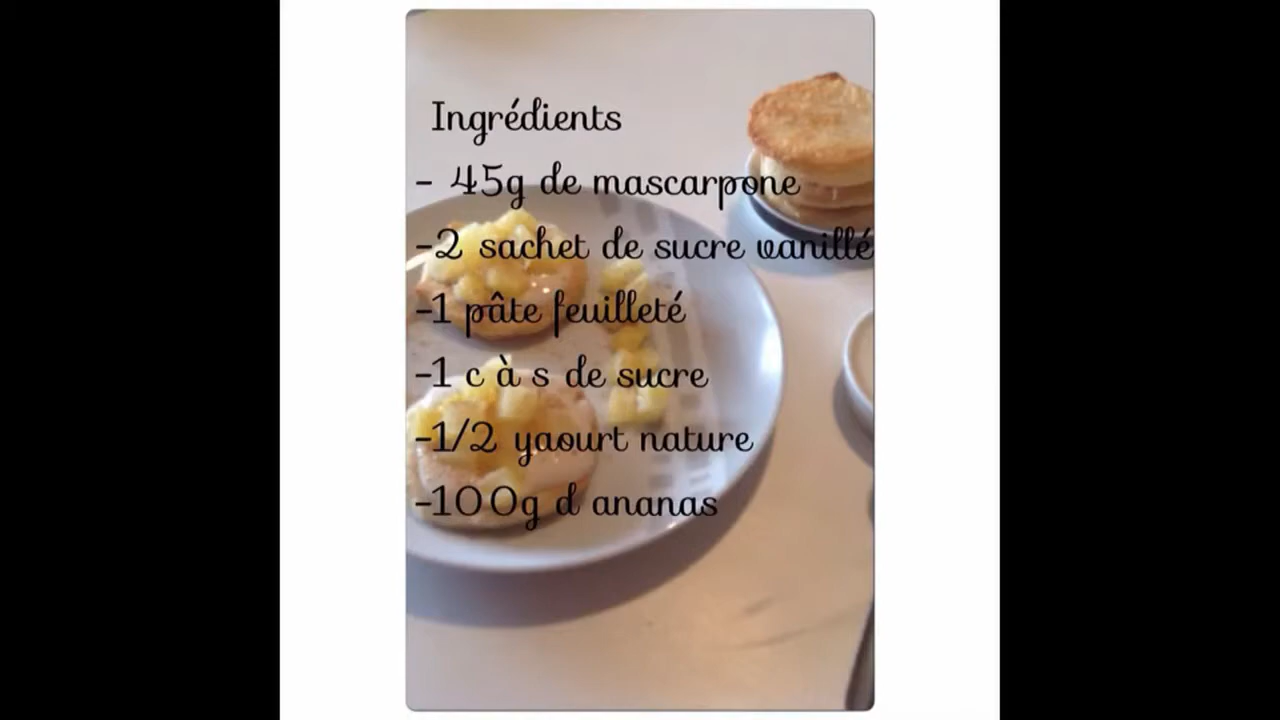 Ingrédients
- 45g de mascarpone
-2 sachet de sucre vanillé
-1 pâte feuilleté
-1 c à s de sucre
-1/2 yaourt nature
-100g d ananas